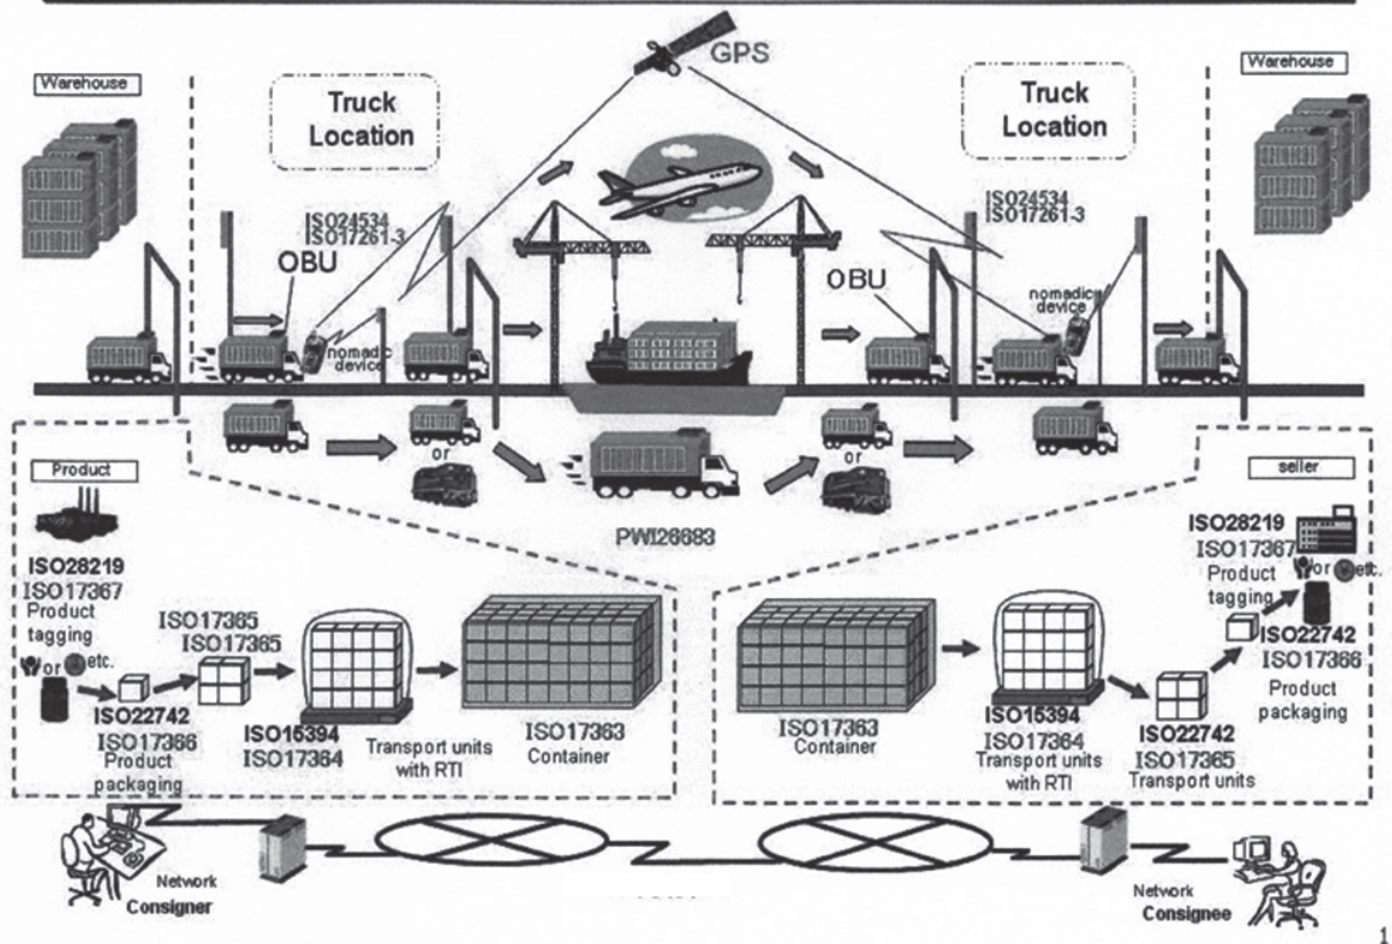 GPS
Warehouse
Truck
Location
Truck
Location
Warehouse
ISO24534
ISO17261-3
OBU
nomadic
device
ISO24534
ISO17261-3
OBU
nomadic
device
or
or
PWI26683
Product
ISO28219
ISO17367
Product
tagging
or
etc.
ISO22742
ISO17366
Product
packaging
ISO17365
ISO17365
ISO15394
ISO17364
Transport units
with RTI
ISO17363
Container
ISO17363
Container
ISO15394
ISO17364
Transport units
with RTI
ISO22742
ISO17365
Transport units
seller
ISO28219
ISO17367
Product
tagging
or
etc.
ISO22742
ISO17366
Product
packaging
Network
Consigner
Network
Consignee
1